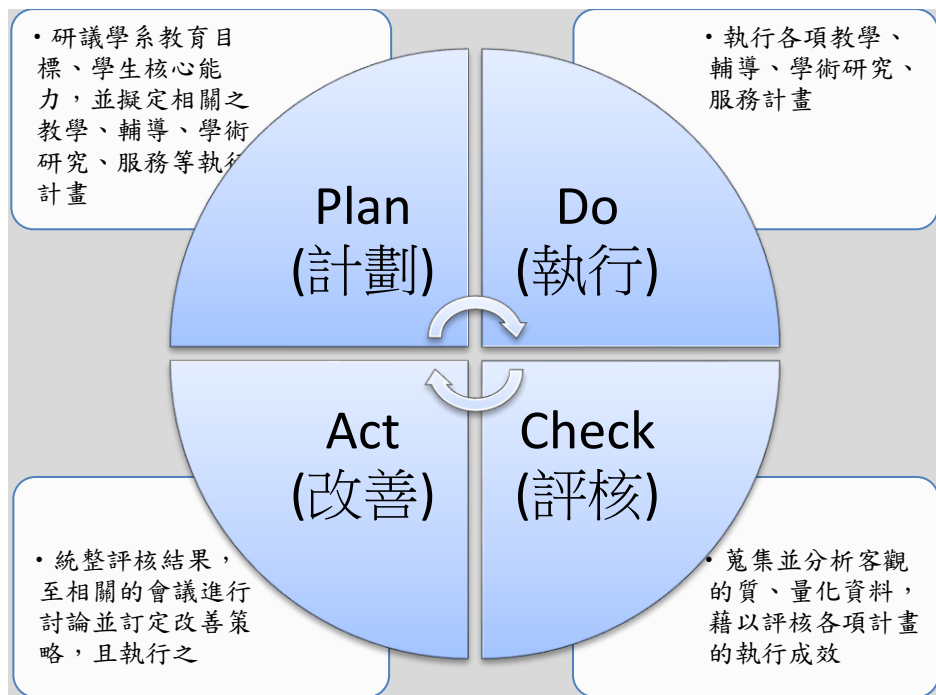 ・研議學系教育目
標、學生核心能
力，並擬定相關之
教學、輔導、學術
研究、服務等執行
計畫
・執行各項教學、
輔導、學術研究、
服務計畫
Plan
(計劃)
Do
(執行)
Act
(改善)
Check
(評核)
・統整評核結果，
至相關的會議進行
討論並訂定改善策
略，且執行之
・蒐集並分析客觀
的質、量化資料，
藉以評核各項計畫
的執行成效